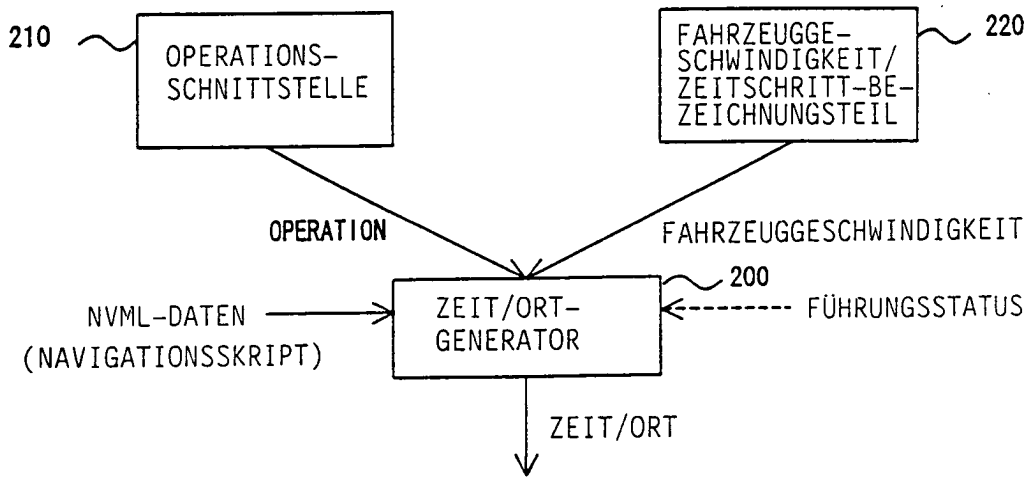 210
OPERATIONS-
SCHNITTSTELLE
FAHRZEUGGE-
SCHWINDIGKEIT/
ZEITSCHRITT-BE-
ZEICHNUNGSTEIL
220
OPERATION
FAHRZEUGGESCHWINDIGKEIT
200
NVML-DATEN
(NAVIGATIONSSKRIPT)
ZEIT/ORT-
GENERATOR
FÜHRUNGSSTATUS
ZEIT/ORT